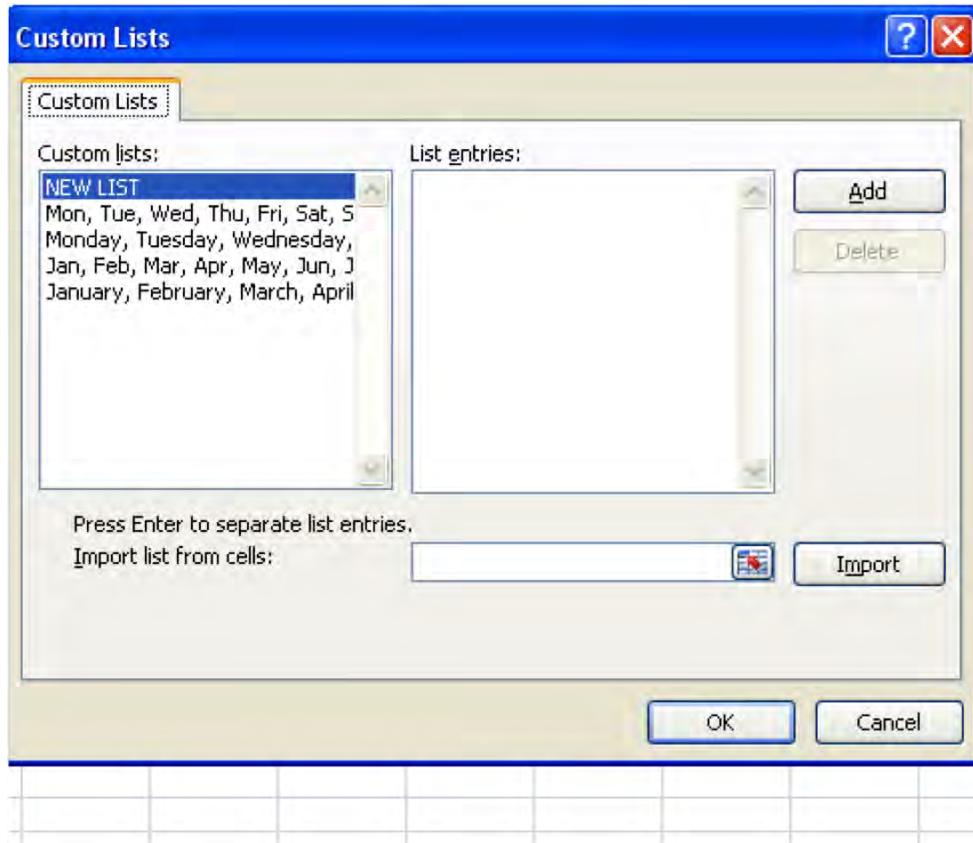 Custom Lists
?
Custom Lists
Custom lists:
List entries:
NEW LIST
Mon, Tue, Wed, Thu, Fri, Sat, S
Monday, Tuesday, Wednesday,
Jan, Feb, Mar, Apr, May, Jun, J
January, February, March, April
Add
Delete
Press Enter to separate list entries.
Import list from cells:
Import
OK
Cancel